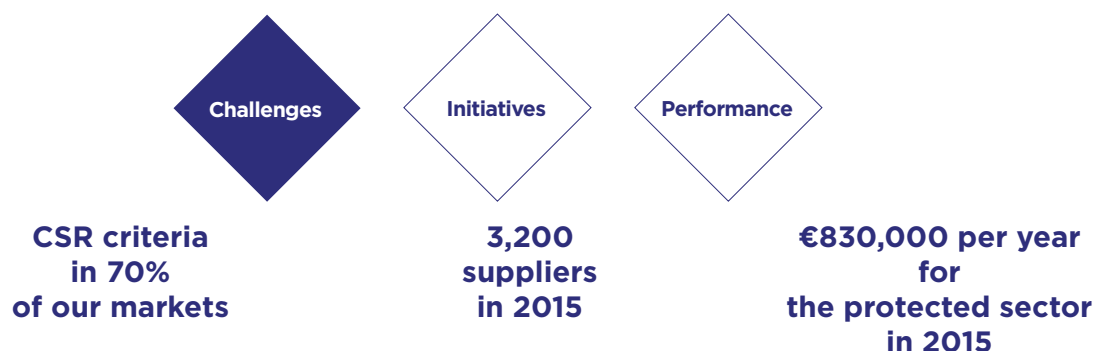 Challenges
Initiatives
Performance
CSR criteria
in 70%
of our markets
3,200
suppliers
in 2015
€830,000 per year
for
the protected sector
in 2015